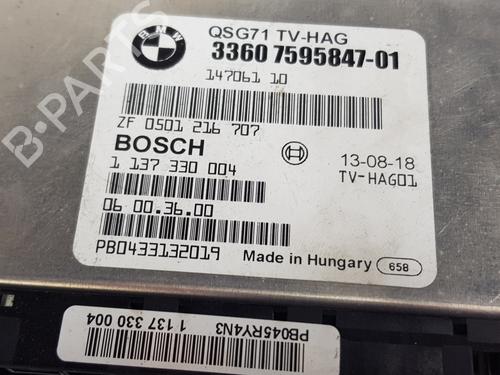 BMW
QSG71 TV-HAG
3360 7595847-01
147061 10
ZF 0501 216 707
BOSCH
1 137 330 004
13-08-18
TV-HAG01
06 00.36.00
PB0433132019
Made in Hungary 658
PB045RY4N3
1 137 330 004